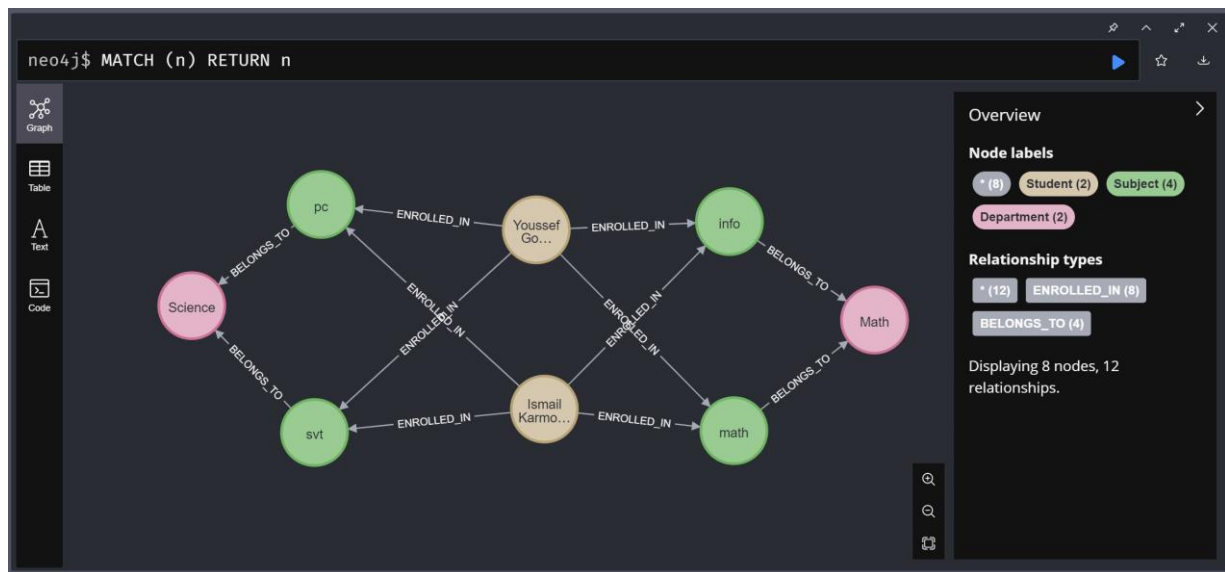 neo4j$ MATCH (n) RETURN n
Graph
Table
Text
Code
pc
Youssef
Go...
info
Science
Math
svt
Ismail
Karmo...
math
ENROLLED_IN
ENROLLED_IN
ENROLLED_IN
ENROLLED_IN
ENROLLED_IN
ENROLLED_IN
ENROLLED_IN
ENROLLED_IN
BELONGS_TO
BELONGS_TO
BELONGS_TO
BELONGS_TO
Overview
Node labels
* (8) Student (2) Subject (4)
Department (2)
Relationship types
* (12) ENROLLED_IN (8)
BELONGS_TO (4)
Displaying 8 nodes, 12
relationships.